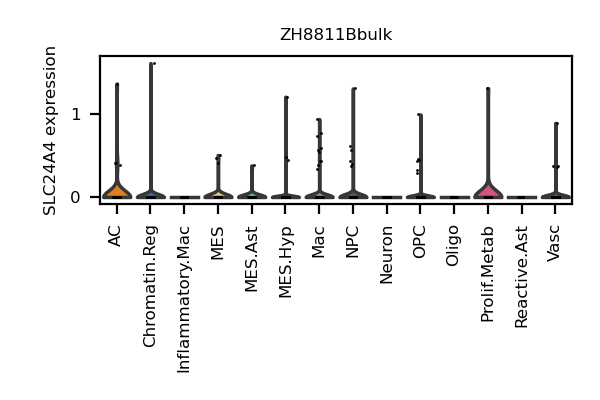 ZH8811Bbulk
SLC24A4 expression
1
0
AC
Chromatin.Reg
Inflammatory.Mac
MES
MES.Ast
MES.Hyp
Mac
NPC
Neuron
OPC
Oligo
Prolif.Metab
Reactive.Ast
Vasc